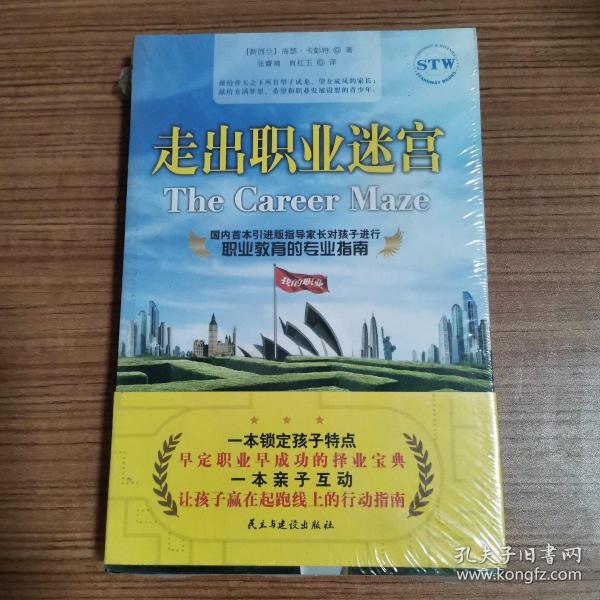 [新西兰] 海瑟·卡彭特 ◎ 著
张馨琦 肖红玉 ◎ 译
献给普天之下所有望子成龙、望女成凤的家长；
献给充满梦想、希望和职业发展设想的青少年。
STW
走出职业迷宫
The Career Maze
国内首本引进版指导家长对孩子进行
职业教育的专业指南
我的职业
一本锁定孩子特点
早定职业早成功的择业宝典
一本亲子互动
让孩子赢在起跑线上的行动指南
民主与建设出版社
孔夫子旧书网
www.kongfz.com